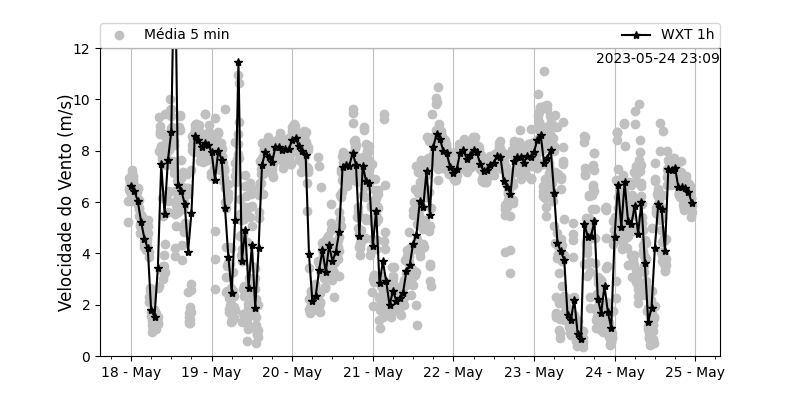 Média 5 min
WXT 1h
2023-05-24 23:09
Velocidade do Vento (m/s)
12
10
8
6
4
2
0
18 - May
19 - May
20 - May
21 - May
22 - May
23 - May
24 - May
25 - May